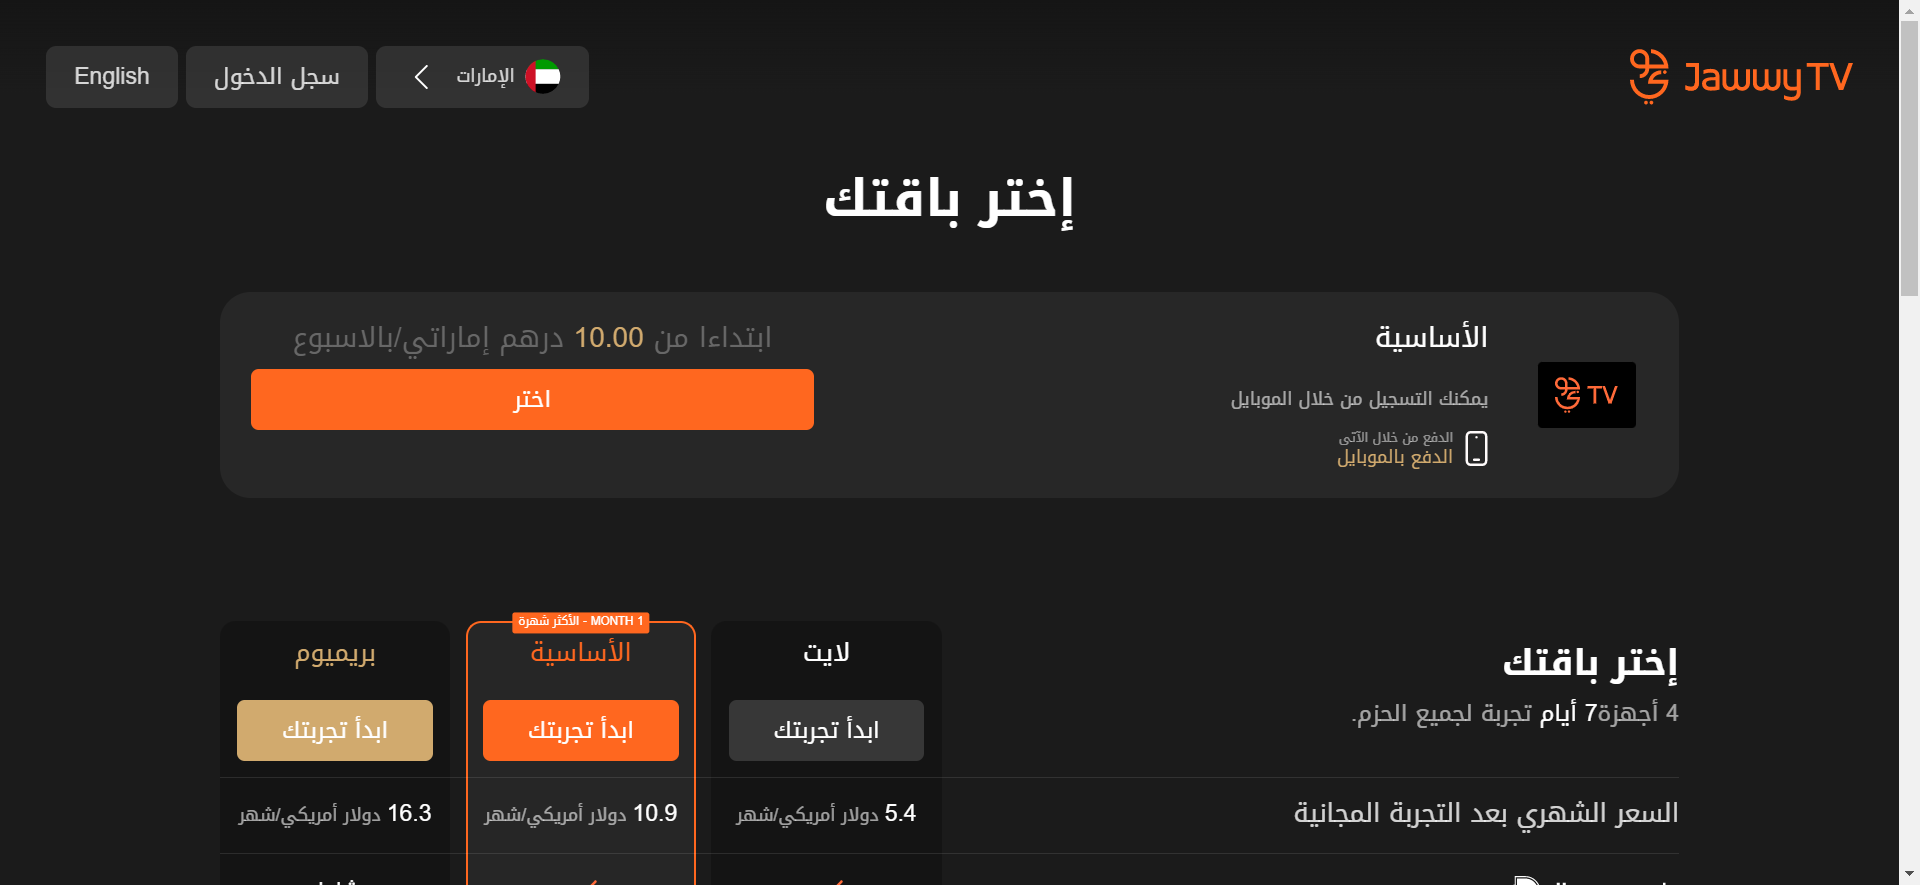 Jawwy TV
الإمارات
سجل الدخول
English
إختر باقتك
TV
الأساسية
يمكنك التسجيل من خلال الموبايل
الدفع من خلال الآتى
الدفع بالموبايل
ابتداءا من 10.00 درهم إماراتي/بالاسبوع
اختر
إختر باقتك
4 أجهزة7 أيام تجربة لجميع الحزم.
لايت
ابدأ تجربتك
1 MONTH - الأكثر شهرة
الأساسية
ابدأ تجربتك
بريميوم
ابدأ تجربتك
السعر الشهري بعد التجربة المجانية
5.4 دولار أمريكي/شهر
10.9 دولار أمريكي/شهر
16.3 دولار أمريكي/شهر